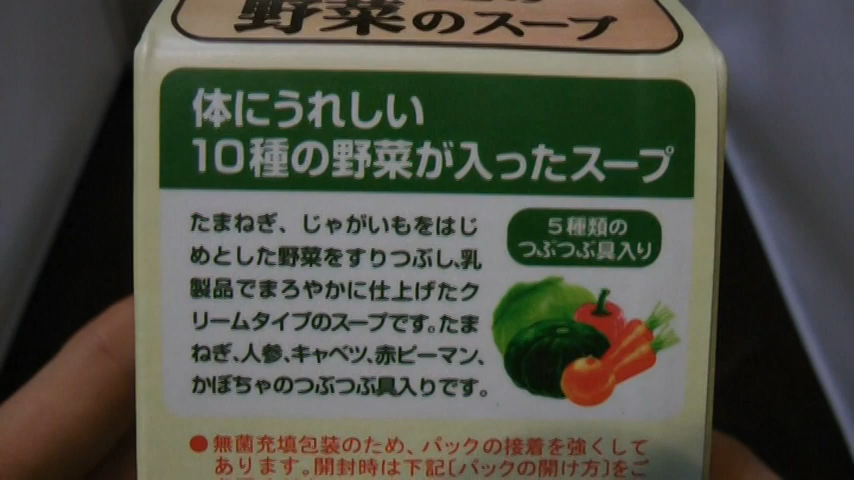 野菜のスープ
体にうれしい
10種の野菜が入ったスープ
たまねぎ、じゃがいもをはじ
めとした野菜をすりつぶし、乳
製品でまろやかに仕上げたク
リームタイプのスープです。たま
ねぎ、人参、キャベツ、赤ピーマン、
かぼちゃのつぶつぶ具入りです。
5種類の
つぶつぶ具入り
●無菌充填包装のため、パックの接着を強くして
あります。開封時は下記〔パックの開け方〕をご